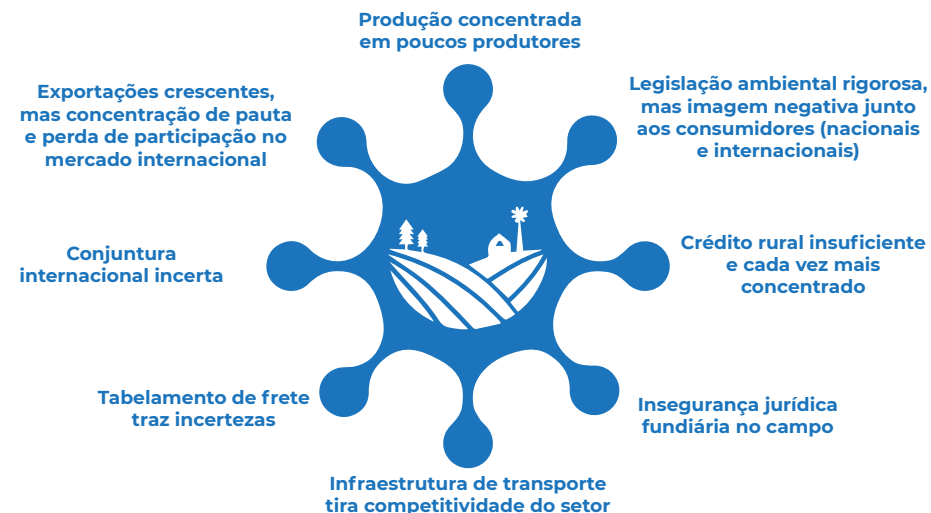 Produção concentrada
em poucos produtores
Exportações crescentes,
mas concentração de pauta
e perda de participação no
mercado internacional
Legislação ambiental rigorosa,
mas imagem negativa junto
aos consumidores (nacionais
e internacionais)
Conjuntura
internacional incerta
Crédito rural insuficiente
e cada vez mais
concentrado
Tabelamento de frete
traz incertezas
Insegurança jurídica
fundiária no campo
Infraestrutura de transporte
tira competitividade do setor